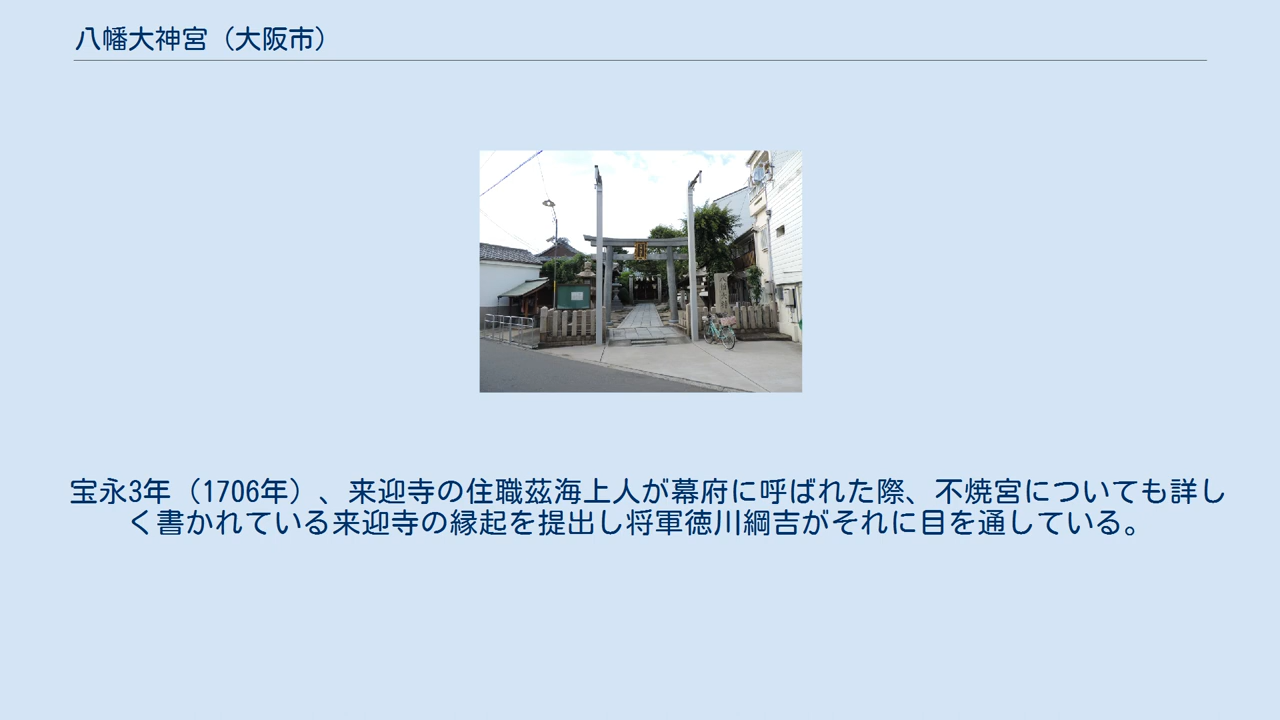 八幡大神宮（大阪市）
宝永3年（1706年）、来迎寺の住職茲海上人が幕府に呼ばれた際、不焼宮についても詳し
く書かれている来迎寺の縁起を提出し将軍徳川綱吉がそれに目を通している。